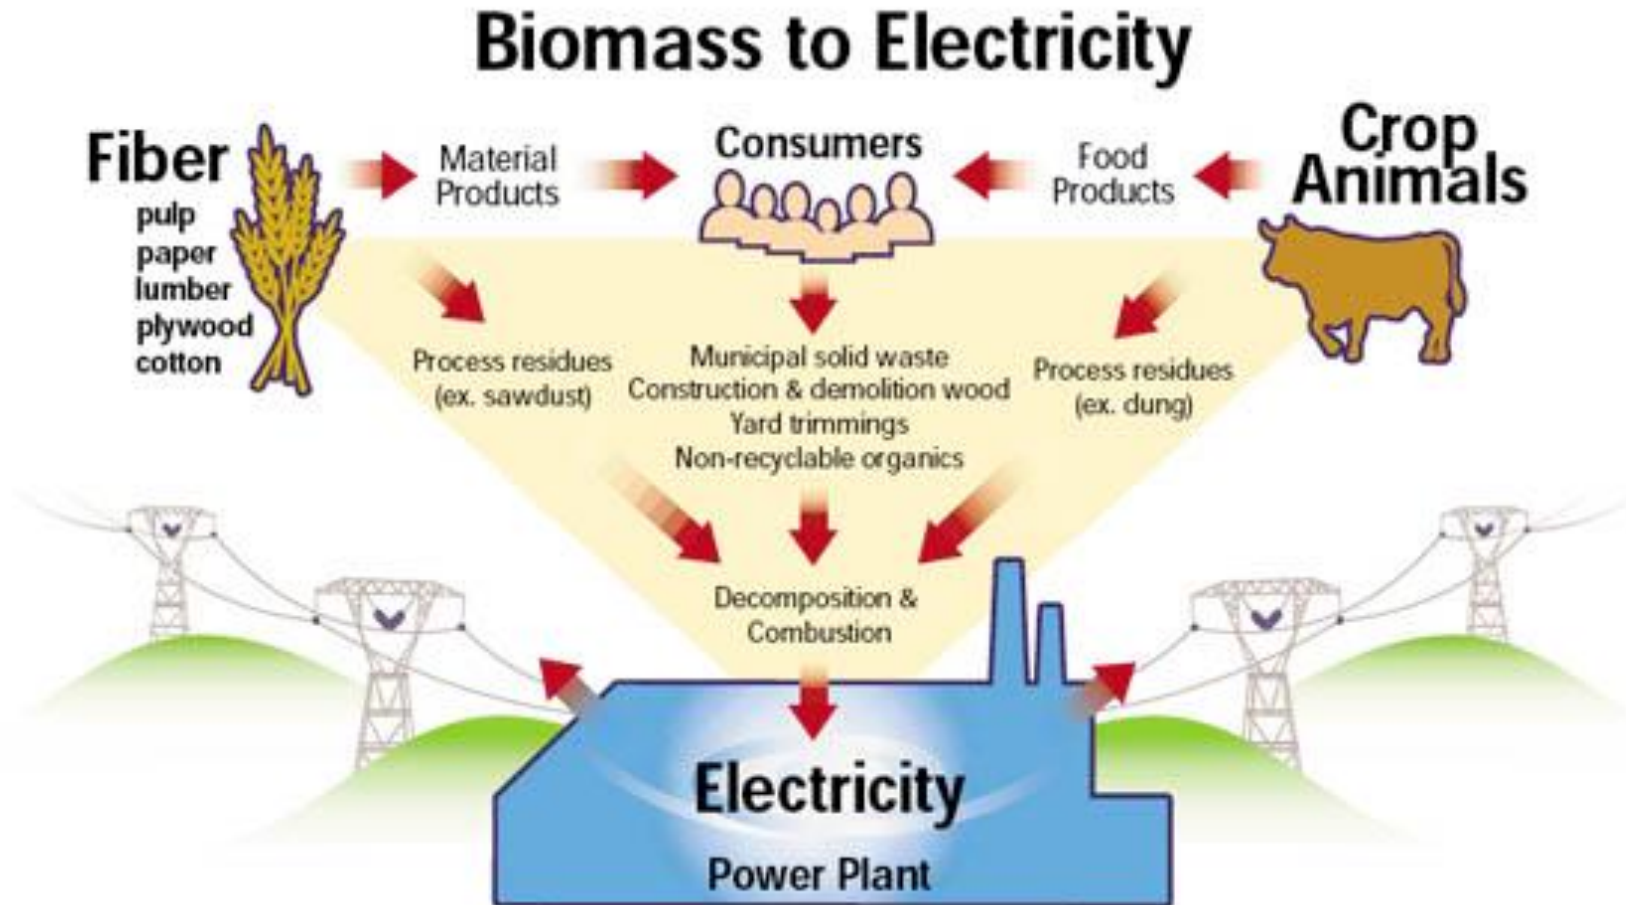 Biomass to Electricity
Fiber
pulp
paper
lumber
plywood
cotton
Material
Products
Consumers
Food
Products
Crop
Animals
Process residues
(ex. sawdust)
Municipal solid waste
Construction & demolition wood
Yard trimmings
Non-recyclable organics
Process residues
(ex. dung)
Decomposition &
Combustion
Electricity
Power Plant